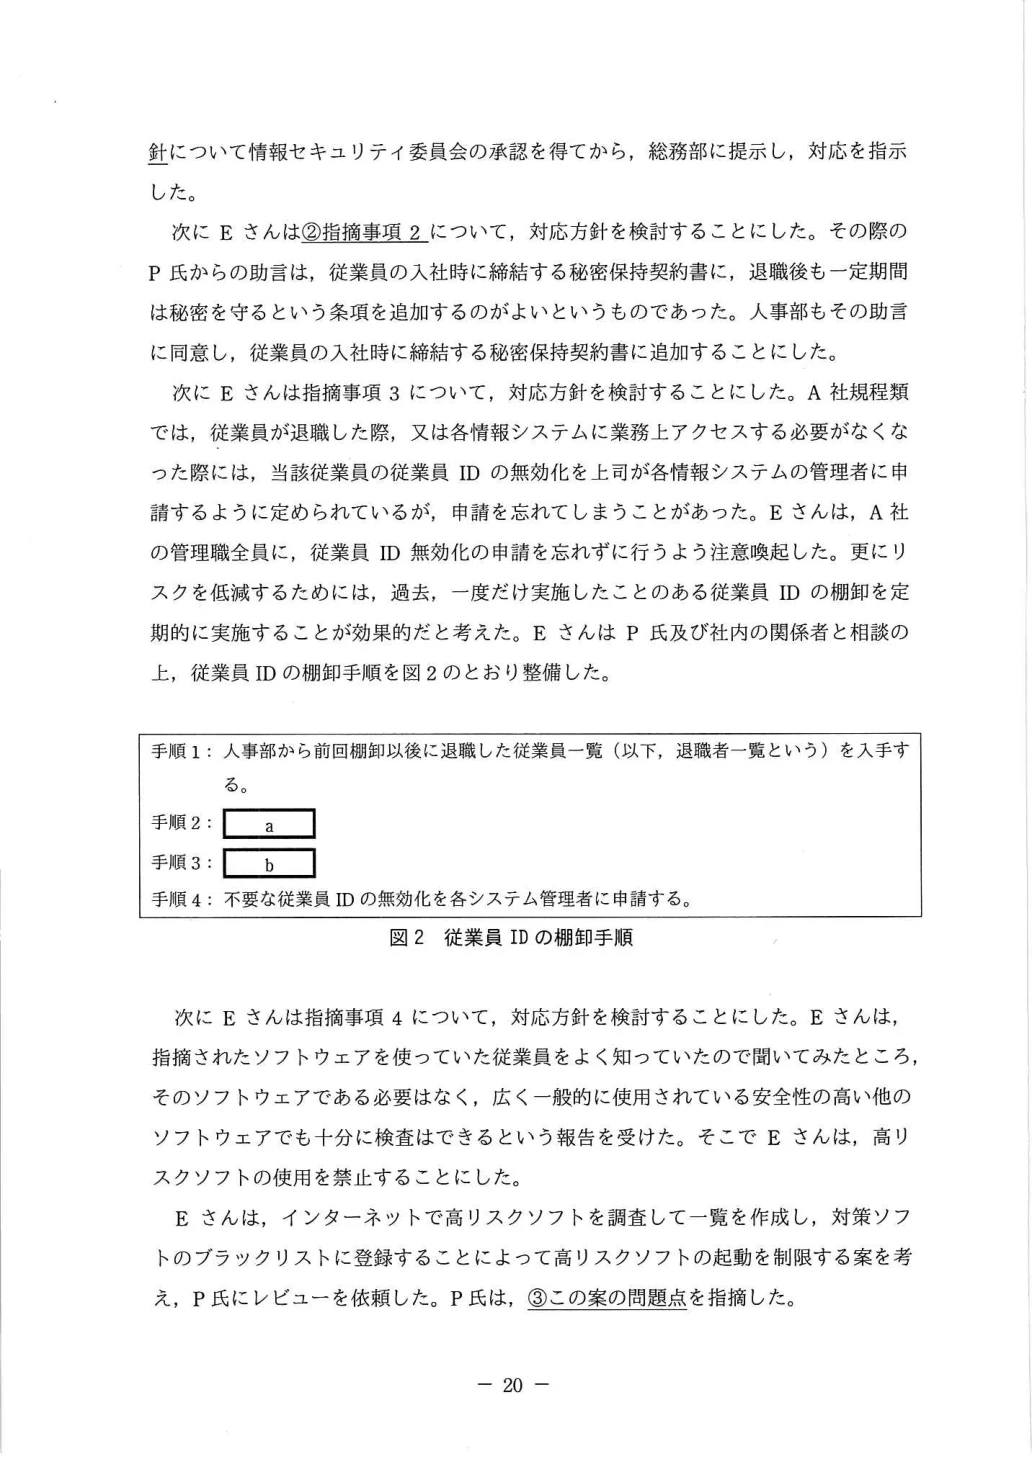 針について情報セキュリティ委員会の承認を得てから，総務部に提示し，対応を指示
した。
次に E さんは②指摘事項 2 について，対応方針を検討することにした。その際の
P 氏からの助言は，従業員の入社時に締結する秘密保持契約書に，退職後も一定期間
は秘密を守るという条項を追加するのがよいというものであった。人事部もその助言
に同意し，従業員の入社時に締結する秘密保持契約書に追加することにした。
次に E さんは指摘事項 3 について，対応方針を検討することにした。A 社規程類
では，従業員が退職した際，又は各情報システムに業務上アクセスする必要がなくな
った際には，当該従業員の従業員 ID の無効化を上司が各情報システムの管理者に申
請するように定められているが，申請を忘れてしまうことがあった。E さんは，A 社
の管理職全員に，従業員 ID 無効化の申請を忘れずに行うよう注意喚起した。更にリ
スクを低減するためには，過去，一度だけ実施したことのある従業員 ID の棚卸を定
期的に実施することが効果的だと考えた。E さんは P 氏及び社内の関係者と相談の
上，従業員 ID の棚卸手順を図 2 のとおり整備した。
手順 1： 人事部から前回棚卸以後に退職した従業員一覧（以下，退職者一覧という）を入手す
る。
手順 2： a
手順 3： b
手順 4： 不要な従業員 ID の無効化を各システム管理者に申請する。
図 2 従業員 ID の棚卸手順
次に E さんは指摘事項 4 について，対応方針を検討することにした。E さんは，
指摘されたソフトウェアを使っていた従業員をよく知っていたので聞いてみたところ，
そのソフトウェアである必要はなく，広く一般的に使用されている安全性の高い他の
ソフトウェアでも十分に検査はできるという報告を受けた。そこで E さんは，高リ
スクソフトの使用を禁止することにした。
E さんは，インターネットで高リスクソフトを調査して一覧を作成し，対策ソフ
トのブラックリストに登録することによって高リスクソフトの起動を制限する案を考
え，P 氏にレビューを依頼した。P 氏は，③この案の問題点を指摘した。
－ 20 －